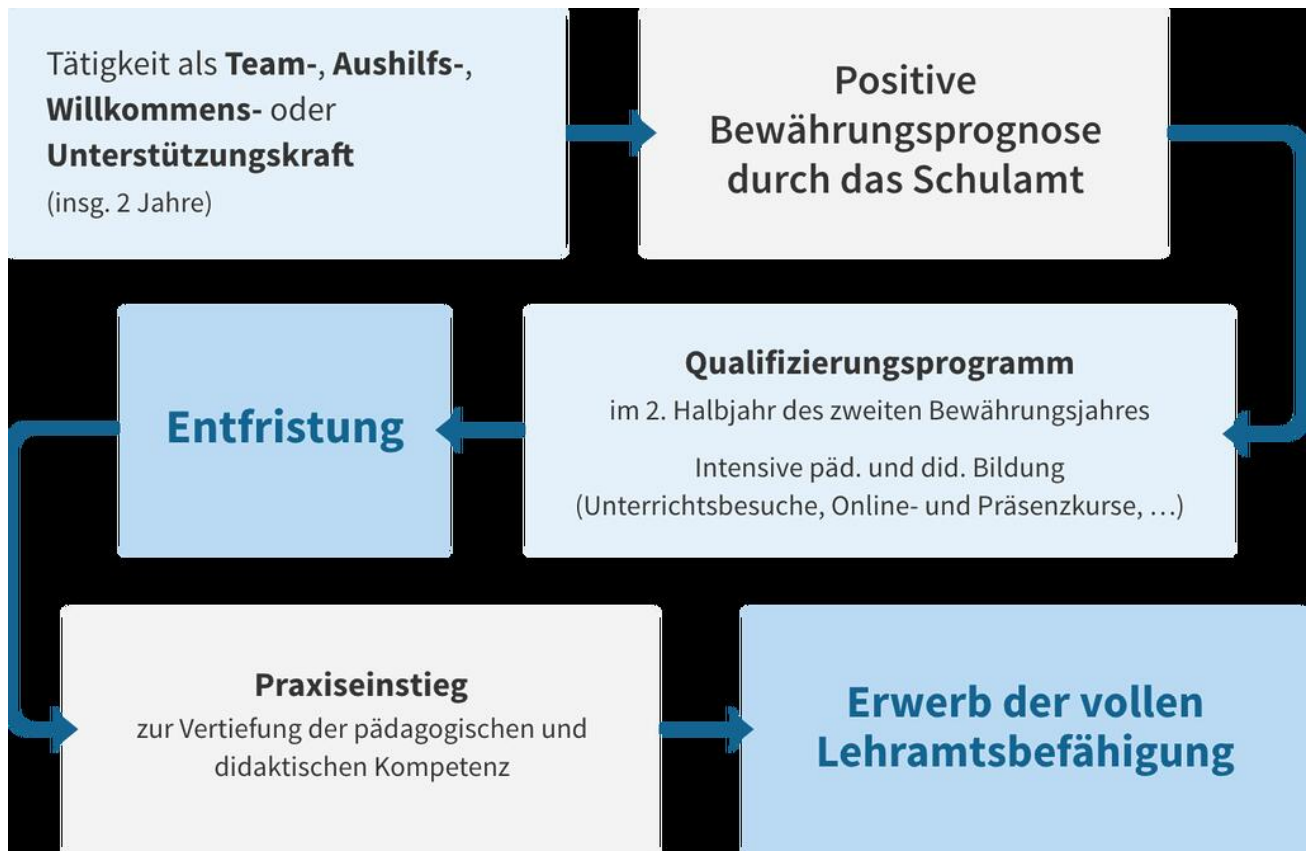 Tätigkeit als Team-, Aushilfs-,
Willkommens- oder
Unterstützungskraft
(insg. 2 Jahre)
Positive
Bewährungsprognose
durch das Schulamt
Qualifizierungsprogramm
im 2. Halbjahr des zweiten Bewährungsjahres
Intensive päd. und did. Bildung
(Unterrichtsbesuche, Online- und Präsenzkurse, …)
Entfristung
Praxiseinstieg
zur Vertiefung der pädagogischen und
didaktischen Kompetenz
Erwerb der vollen
Lehramtsbefähigung